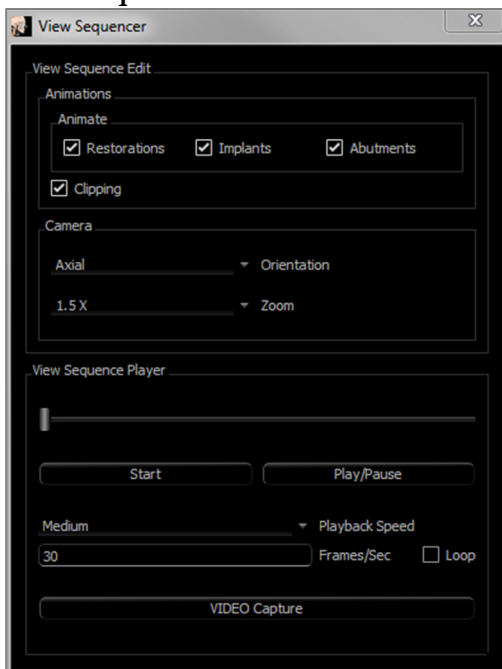 View Sequencer
View Sequence Edit
Animations
Animate
Restorations Implants Abutments
Clipping
Camera
Axial Orientation
1.5 X Zoom
View Sequence Player
Start Play/Pause
Medium Playback Speed
30 Frames/Sec Loop
VIDEO Capture